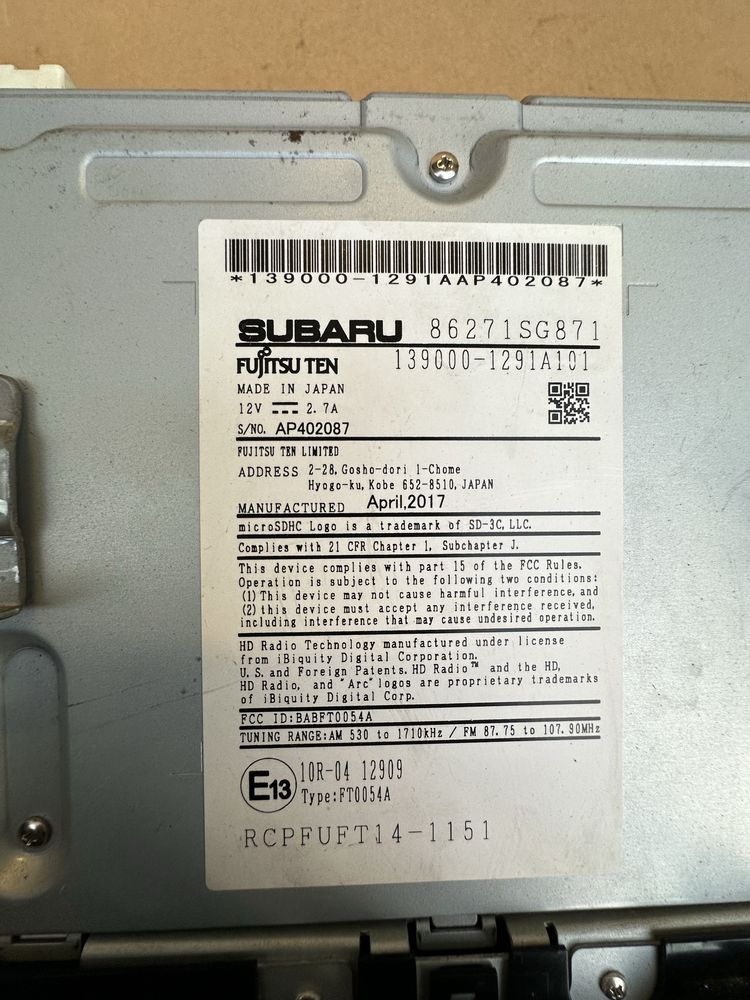 *139000-1291AAP402087*
SUBARU 86271SG871
FUJITSU TEN 139000-1291A101
MADE IN JAPAN
12V ⎓ 2.7A
S/NO. AP402087
FUJITSU TEN LIMITED
ADDRESS 2-28, Gosho-dori 1-Chome
Hyogo-ku, Kobe 652-8510, JAPAN
MANUFACTURED April,2017
microSDHC Logo is a trademark of SD-3C, LLC.
Complies with 21 CFR Chapter 1, Subchapter J.
This device complies with part 15 of the FCC Rules.
Operation is subject to the following two conditions:
(1)This device may not cause harmful interference, and
(2)this device must accept any interference received,
including interference that may cause undesired operation.
HD Radio Technology manufactured under license
from iBiquity Digital Corporation.
U.S. and Foreign Patents. HD Radio™ and the HD,
HD Radio, and "Arc" logos are proprietary trademarks
of iBiquity Digital Corp.
FCC ID:BABFT0054A
TUNING RANGE:AM 530 to 1710kHz / FM 87.75 to 107.90MHz
E13 10R-04 12909
Type:FT0054A
RCPFUFT14-1151